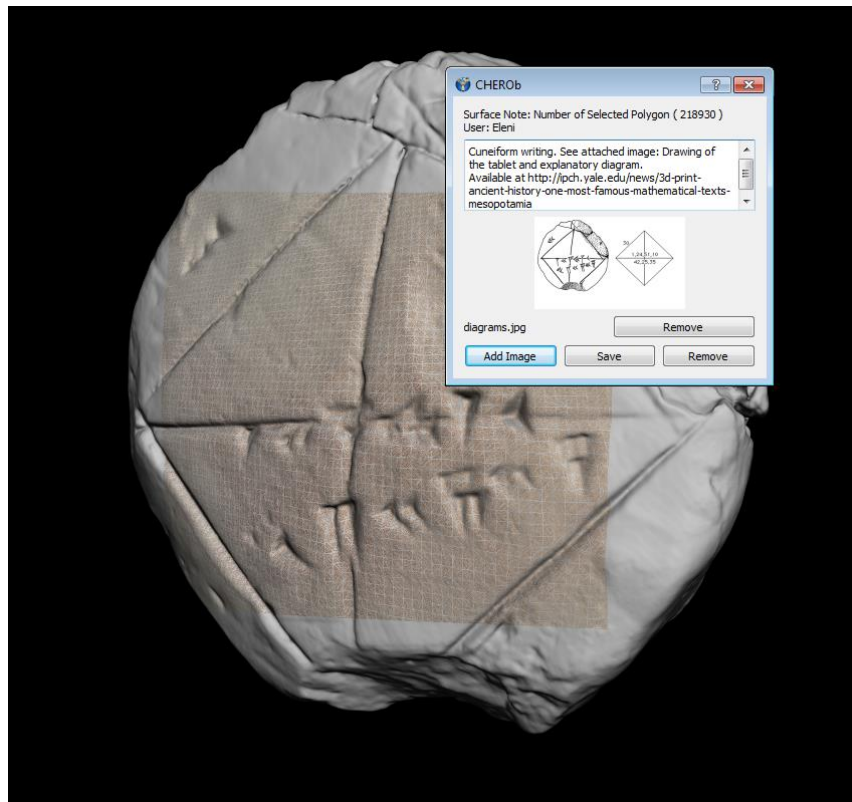 CHEROb
Surface Note: Number of Selected Polygon ( 218930 )
User: Eleni
Cuneiform writing. See attached image: Drawing of
the tablet and explanatory diagram.
Available at http://ipch.yale.edu/news/3d-print-
ancient-history-one-most-famous-mathematical-texts-
mesopotamia
30
1,24,51,10
42,25,35
diagrams.jpg
Remove
Add Image
Save
Remove